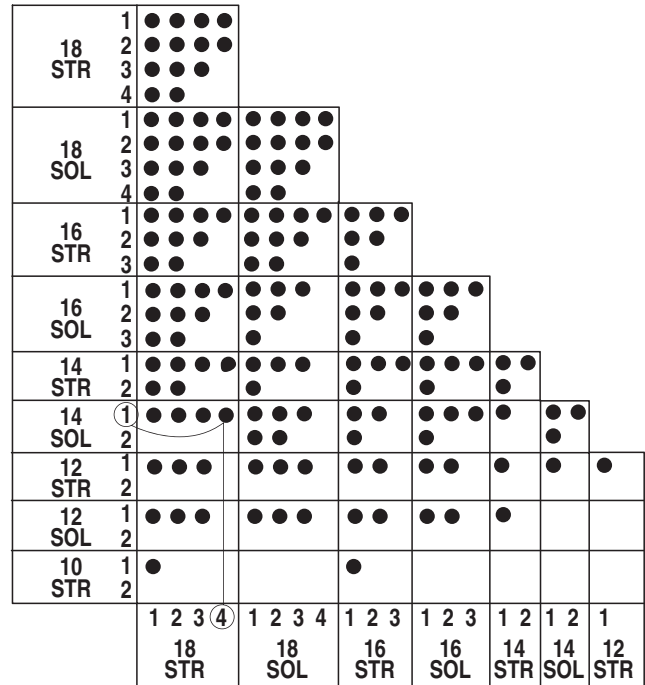 18 STR 1 2 3 4
18 SOL 1 2 3 4
16 STR 1 2 3
16 SOL 1 2 3
14 STR 1 2
14 SOL 1 2
12 STR 1 2
12 SOL 1 2
10 STR 1 2
1 2 3 4 1 2 3 4 1 2 3 1 2 3 1 2 1 2 1
18 18 16 16 14 14 12
STR SOL STR SOL STR SOL STR